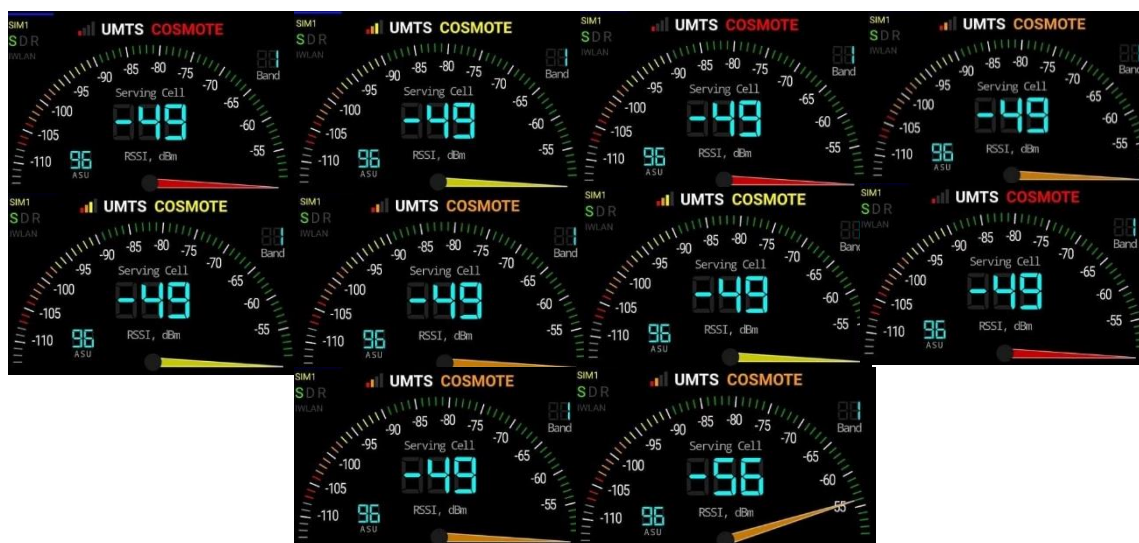 SIM1 UMTS COSMOTE
S D R
IWLAN
1
Band
-110 -105 -100 -95 -90 -85 -80 -75 -70 -65 -60 -55
Serving Cell
-49
RSSI, dBm
96
ASU
SIM1 UMTS COSMOTE
S D R
IWLAN
1
Band
-110 -105 -100 -95 -90 -85 -80 -75 -70 -65 -60 -55
Serving Cell
-49
RSSI, dBm
96
ASU
SIM1 UMTS COSMOTE
S D R
IWLAN
1
Band
-110 -105 -100 -95 -90 -85 -80 -75 -70 -65 -60 -55
Serving Cell
-49
RSSI, dBm
96
ASU
SIM1 UMTS COSMOTE
S D R
IWLAN
1
Band
-110 -105 -100 -95 -90 -85 -80 -75 -70 -65 -60 -55
Serving Cell
-49
RSSI, dBm
96
ASU
SIM1 UMTS COSMOTE
S D R
IWLAN
1
Band
-110 -105 -100 -95 -90 -85 -80 -75 -70 -65 -60 -55
Serving Cell
-49
RSSI, dBm
96
ASU
SIM1 UMTS COSMOTE
S D R
IWLAN
1
Band
-110 -105 -100 -95 -90 -85 -80 -75 -70 -65 -60 -55
Serving Cell
-49
RSSI, dBm
96
ASU
SIM1 UMTS COSMOTE
S D R
IWLAN
1
Ban
-110 -105 -100 -95 -90 -85 -80 -75 -70 -65 -60 -55
Serving Cell
-49
RSSI, dBm
96
ASU
SIM1 UMTS COSMOTE
S D R
IWLAN
1
Band
-110 -105 -100 -95 -90 -85 -80 -75 -70 -65 -60 -55
Serving Cell
-49
RSSI, dBm
96
ASU
SIM1 UMTS COSMOTE
S D R
IWLAN
1
Band
-110 -105 -100 -95 -90 -85 -80 -75 -70 -65 -60 -55
Serving Cell
-49
RSSI, dBm
96
ASU
SIM1 UMTS COSMOTE
S D R
IWLAN
1
Band
-110 -105 -100 -95 -90 -85 -80 -75 -70 -65 -60 55
Serving Cell
-56
RSSI, dBm
96
ASU